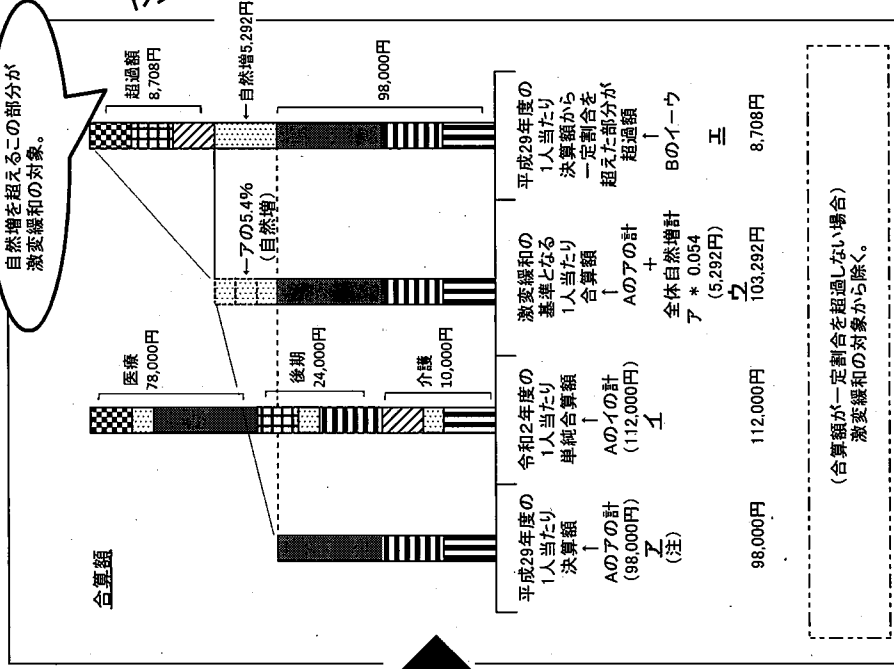 自然増を超えるこの部分が
激変緩和の対象。
合算額
超過額
8,708円
自然増5,292円
98,000円
アの5.4%
(自然増)
医療
78,000円
後期
24,000円
介護
10,000円
平成29年度の
1人当たり
決算額
↑
Aのアの計
(98,000円)
ア
(注)
98,000円
令和2年度の
1人当たり
単純合算額
↑
Aのイの計
(112,000円)
イ
112,000円
激変緩和の
基準となる
1人当たり
合算額
↑
Aのアの計
+
全体自然増計
ア * 0.054
(5,292円)
ウ
103,292円
平成29年度の
1人当たり
決算額から
一定割合を
超えた部分が
超過額
↑
Bのイーウ
エ
8,708円
(合算額が一定割合を超過しない場合)
激変緩和の対象から除く。